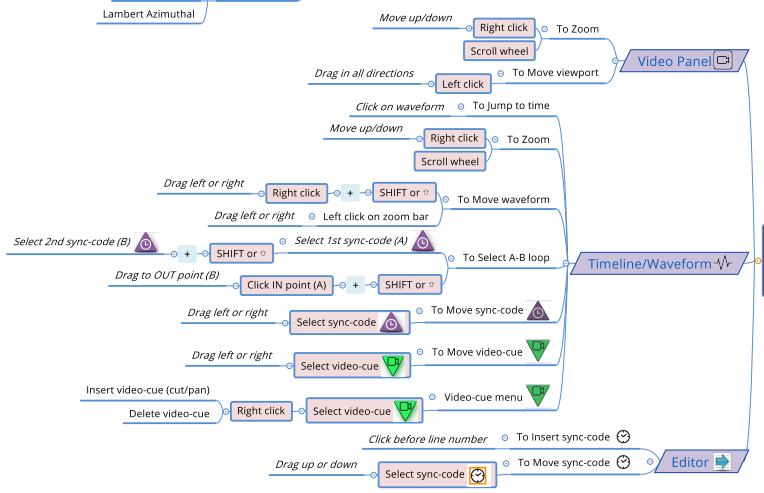 Lambert Azimuthal
Move up/down
Right click
To Zoom
Scroll wheel
Video Panel
Drag in all directions
Left click
To Move viewport
Click on waveform
To Jump to time
Move up/down
Right click
To Zoom
Scroll wheel
Drag left or right
Right click
+
SHIFT or ⇧
To Move waveform
Drag left or right
Left click on zoom bar
Select 2nd sync-code (B)
+
SHIFT or ⇧
Select 1st sync-code (A)
To Select A-B loop
Timeline/Waveform
Drag to OUT point (B)
Click IN point (A)
+
SHIFT or ⇧
Drag left or right
Select sync-code
To Move sync-code
Drag left or right
Select video-cue
To Move video-cue
Insert video-cue (cut/pan)
Delete video-cue
Right click
Select video-cue
Video-cue menu
Click before line number
To Insert sync-code
Editor
Drag up or down
Select sync-code
To Move sync-code